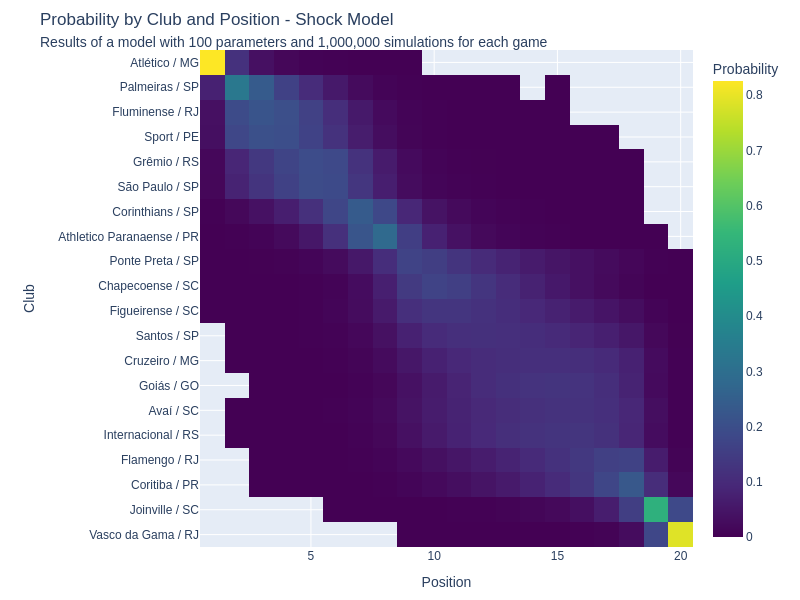 Probability by Club and Position - Shock Model
Results of a model with 100 parameters and 1,000,000 simulations for each game
Atlético / MG
Palmeiras / SP
Fluminense / RJ
Sport / PE
Grêmio / RS
São Paulo / SP
Corinthians / SP
Athletico Paranaense / PR
Ponte Preta / SP
Chapecoense / SC
Figueirense / SC
Santos / SP
Cruzeiro / MG
Goiás / GO
Avaí / SC
Internacional / RS
Flamengo / RJ
Coritiba / PR
Joinville / SC
Vasco da Gama / RJ
Club
5
10
15
20
Position
Probability
0.8
0.7
0.6
0.5
0.4
0.3
0.2
0.1
0